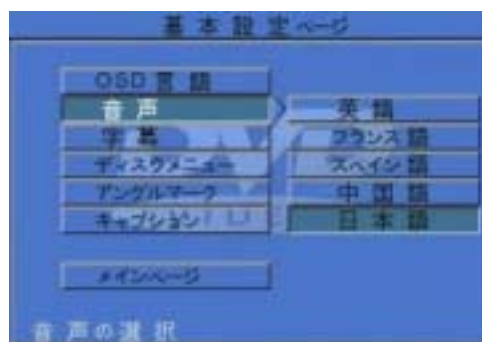 基本設定ページ
OSD言語
音声
字幕
ディスクメニュー
アングルマーク
キャプション
メインページ
英語
フランス語
スペイン語
中国語
日本語
音声の選択